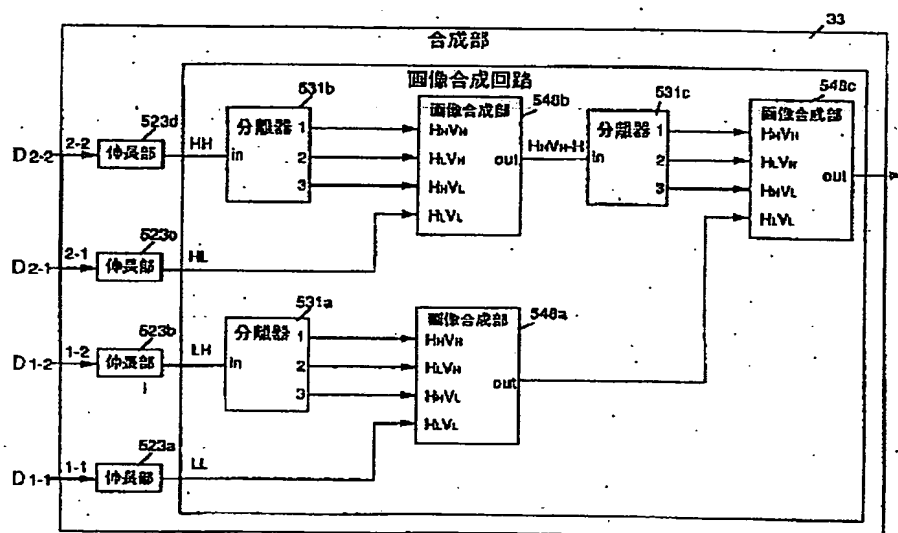 33
合成部
画像合成回路
531b
548b
531c
548c
523d
分離器
画像合成部
分離器
画像合成部
D2-2
2-2
伸長部
HH
in
1
2
3
HHVH
HLVH
HHVL
HLVL
out
HHVH-H
in
1
2
3
HHVH
HLVH
HHVL
HLVL
out
D2-1
2-1
523c
伸長部
HL
531a
548a
523b
分離器
画像合成部
D1-2
1-2
伸長部
LH
in
1
2
3
HHVH
HLVH
HHVL
HLVL
out
523a
D1-1
1-1
伸長部
LL